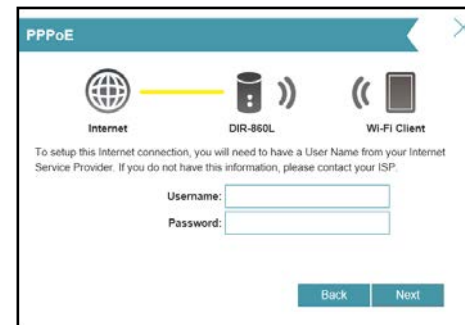 PPPoE
Internet
DIR-860L
Wi-Fi Client
To setup this Internet connection, you will need to have a User Name from your Internet
Service Provider. If you do not have this information, please contact your ISP.
Username:
Password:
Back
Next